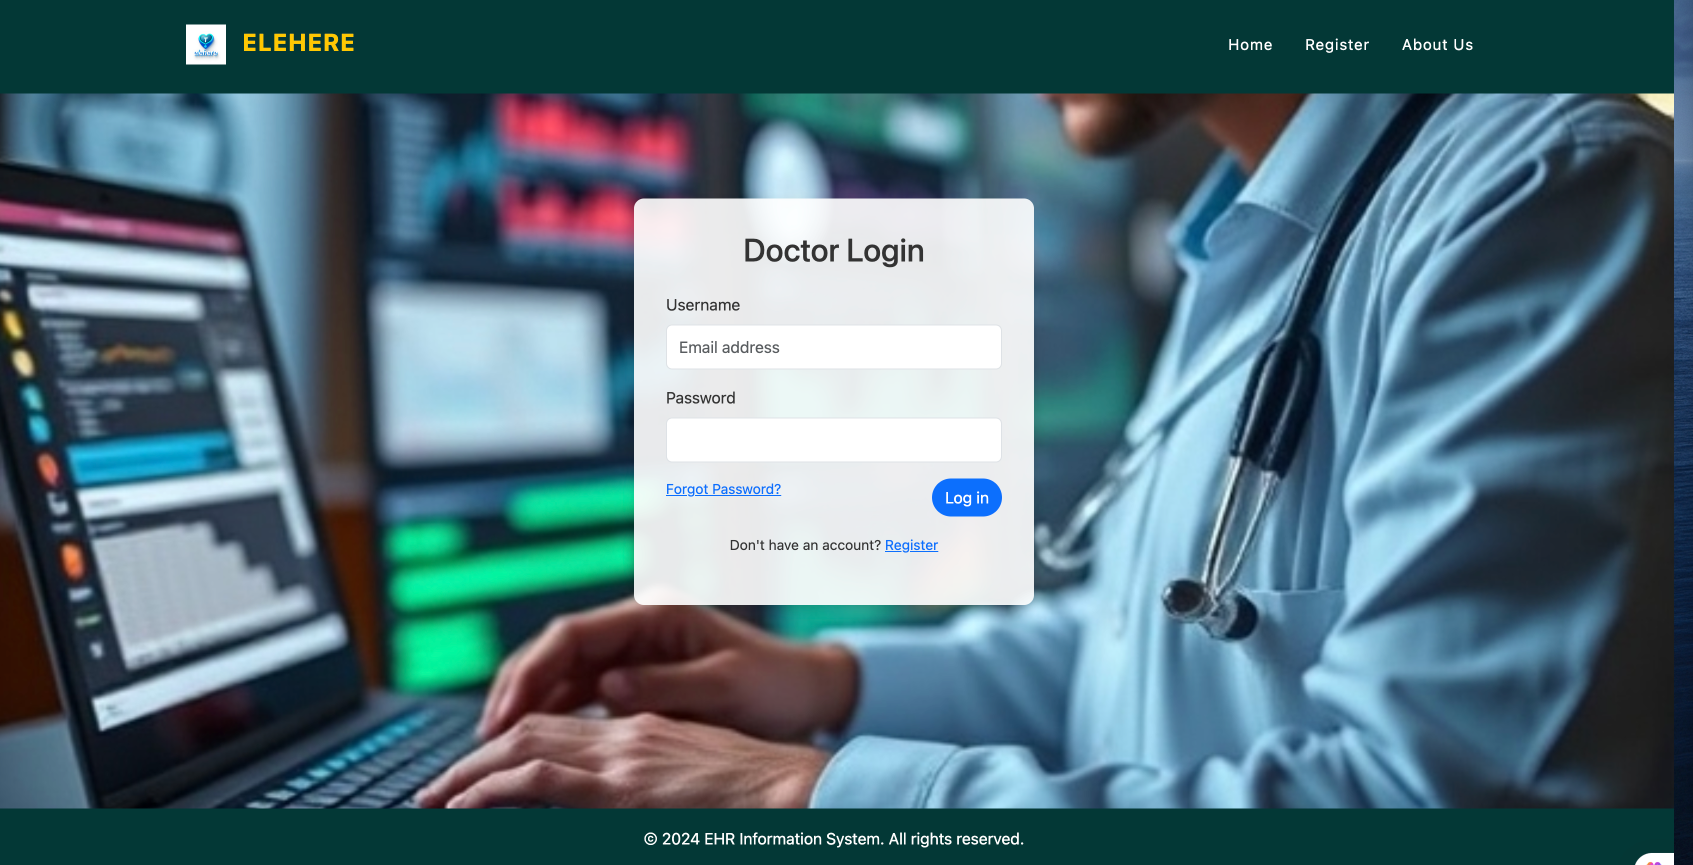 ELEHERE
Home Register About Us
Doctor Login
Username
Email address
Password
Forgot Password?
Log in
Don't have an account? Register
© 2024 EHR Information System. All rights reserved.